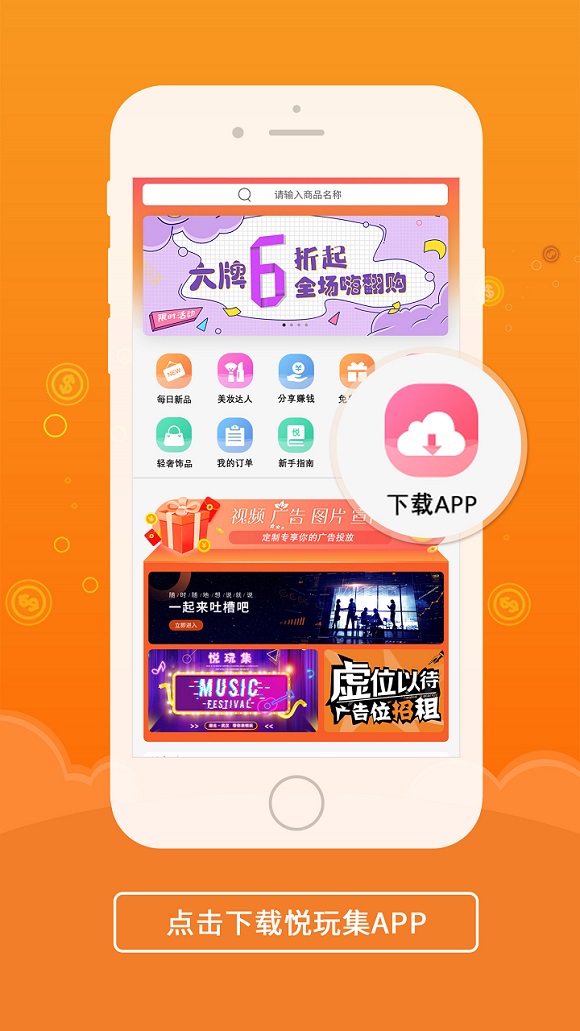 请输入商品名称
大牌6折起
全场嗨翻购
限时活动
NEW
每日新品
美妆达人
分享赚钱
免
下载APP
悦
轻奢饰品
我的订单
新手指南
视频 广告 图片 宣
定制专享你的广告投放
随时随地想说就说
一起来吐槽吧
立即进入
悦玩集
MUSIC
FESTIVAL
虚位以待
广告位招租
点击下载悦玩集APP